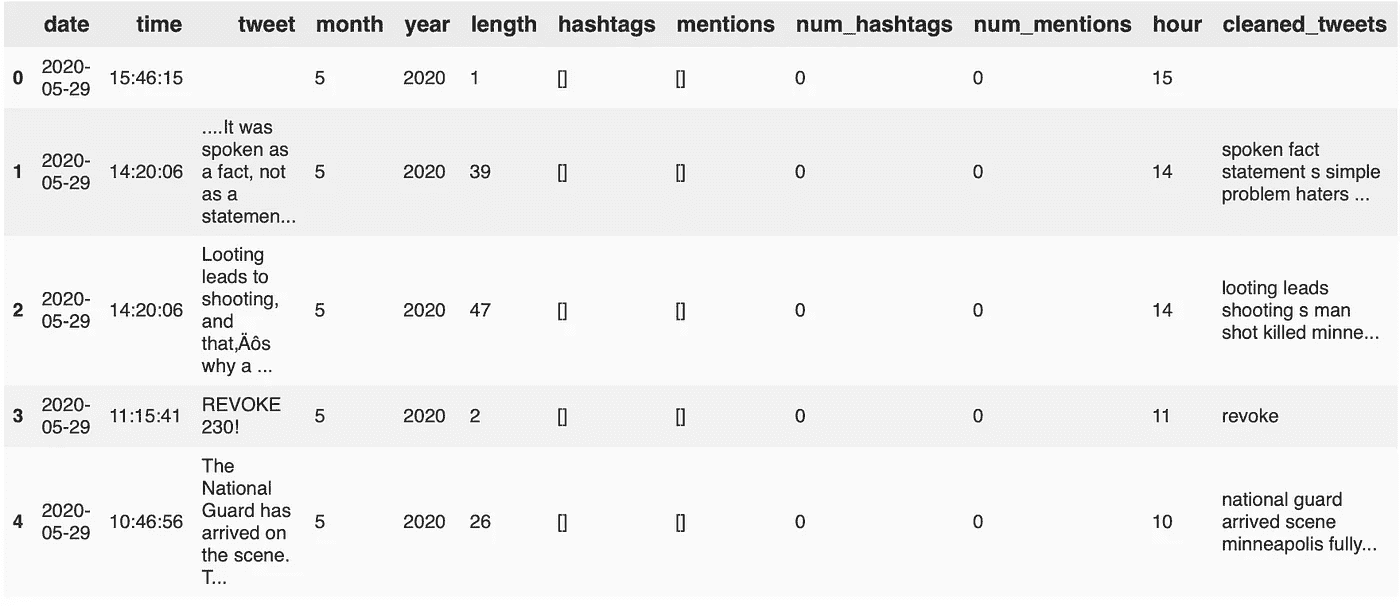 date time tweet month year length hashtags mentions num_hashtags num_mentions hour cleaned_tweets
0 2020-05-29 15:46:15 5 2020 1 [] [] 0 0 15
1 2020-05-29 14:20:06 ....It was spoken as a fact, not as a statemen... 5 2020 39 [] [] 0 0 14 spoken fact statement s simple problem haters ...
2 2020-05-29 14:20:06 Looting leads to shooting, and that‚Äôs why a ... 5 2020 47 [] [] 0 0 14 looting leads shooting s man shot killed minne...
3 2020-05-29 11:15:41 REVOKE 230! 5 2020 2 [] [] 0 0 11 revoke
4 2020-05-29 10:46:56 The National Guard has arrived on the scene. T... 5 2020 26 [] [] 0 0 10 national guard arrived scene minneapolis fully...